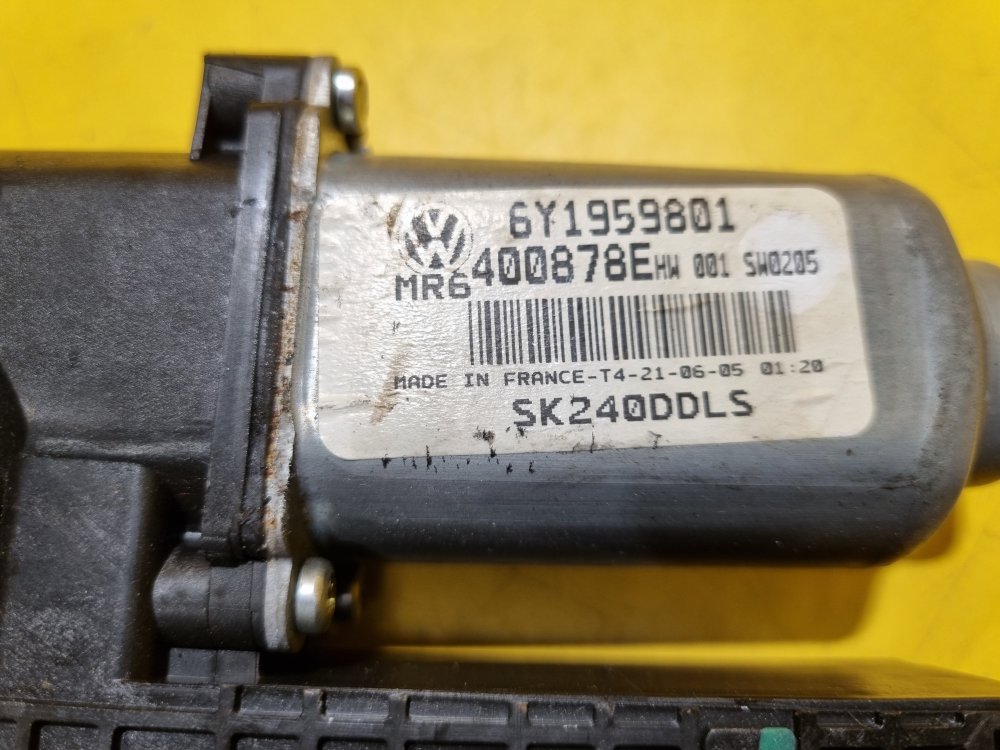 6Y1959801
MR6400878E HW 001 SW0205
MADE IN FRANCE-T4-21-06-05 01:20
SK240DDLS